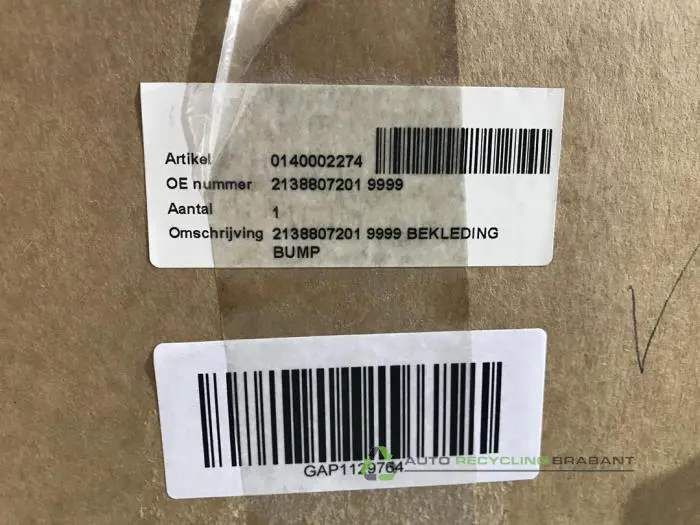 Artikel 0140002274
OE nummer 2138807201 9999
Aantal 1
Omschrijving 2138807201 9999 BEKLEDING
BUMP
GAP1129764
AUTO RECYCLING BRABANT